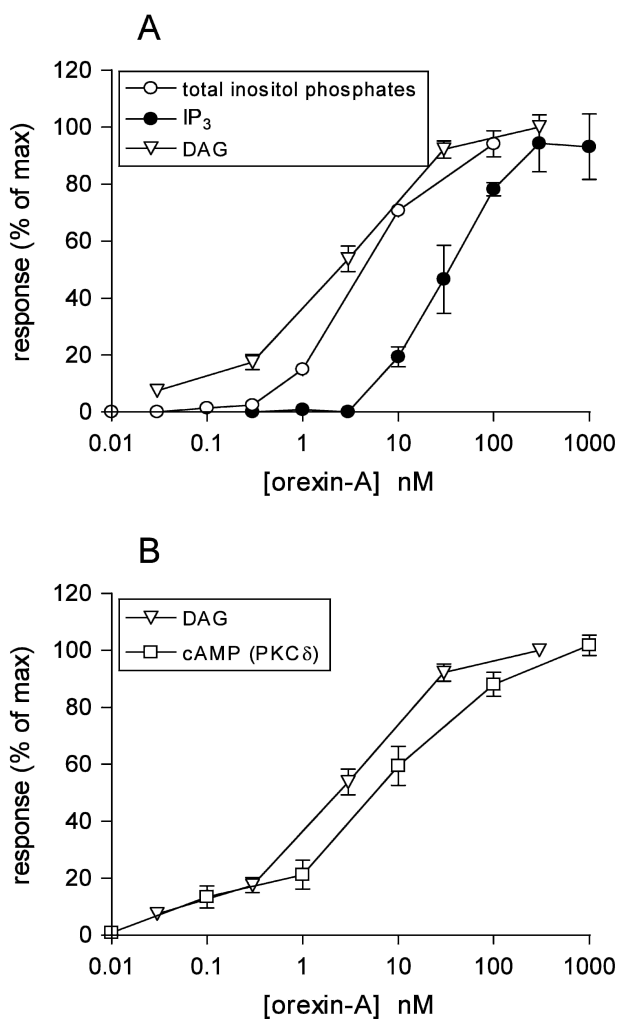 A
120
100
80
60
40
20
0
response (% of max)
total inositol phosphates
IP3
DAG
0.01 0.1 1 10 100 1000
[orexin-A] nM
B
120
100
80
60
40
20
0
response (% of max)
DAG
cAMP (PKCδ)
0.01 0.1 1 10 100 1000
[orexin-A] nM